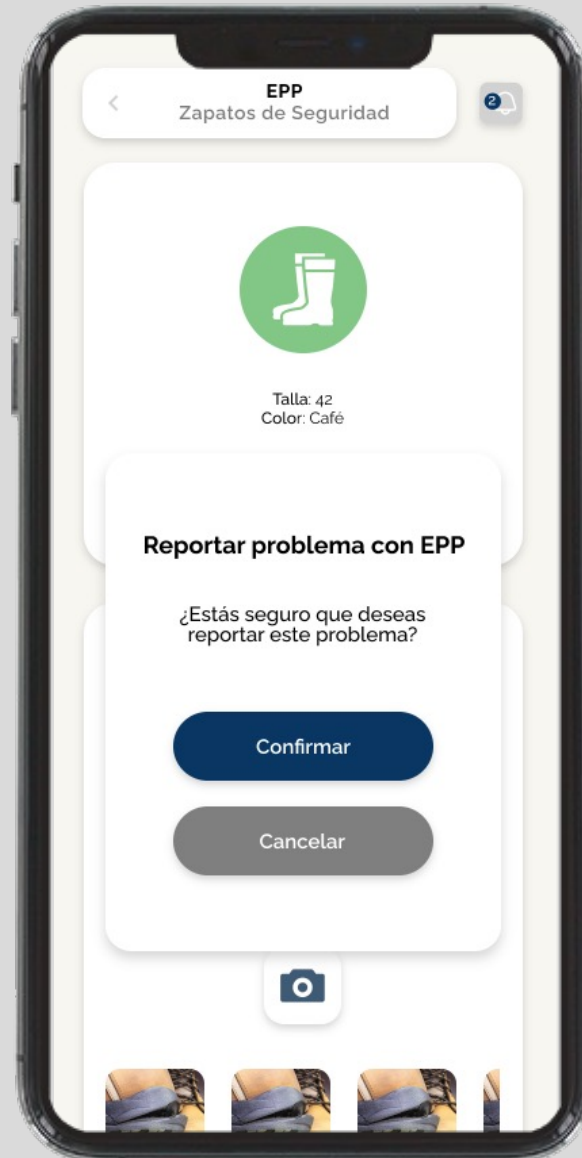 EPP
Zapatos de Seguridad
2
Talla: 42
Color: Café
Reportar problema con EPP
¿Estás seguro que deseas
reportar este problema?
Confirmar
Cancelar